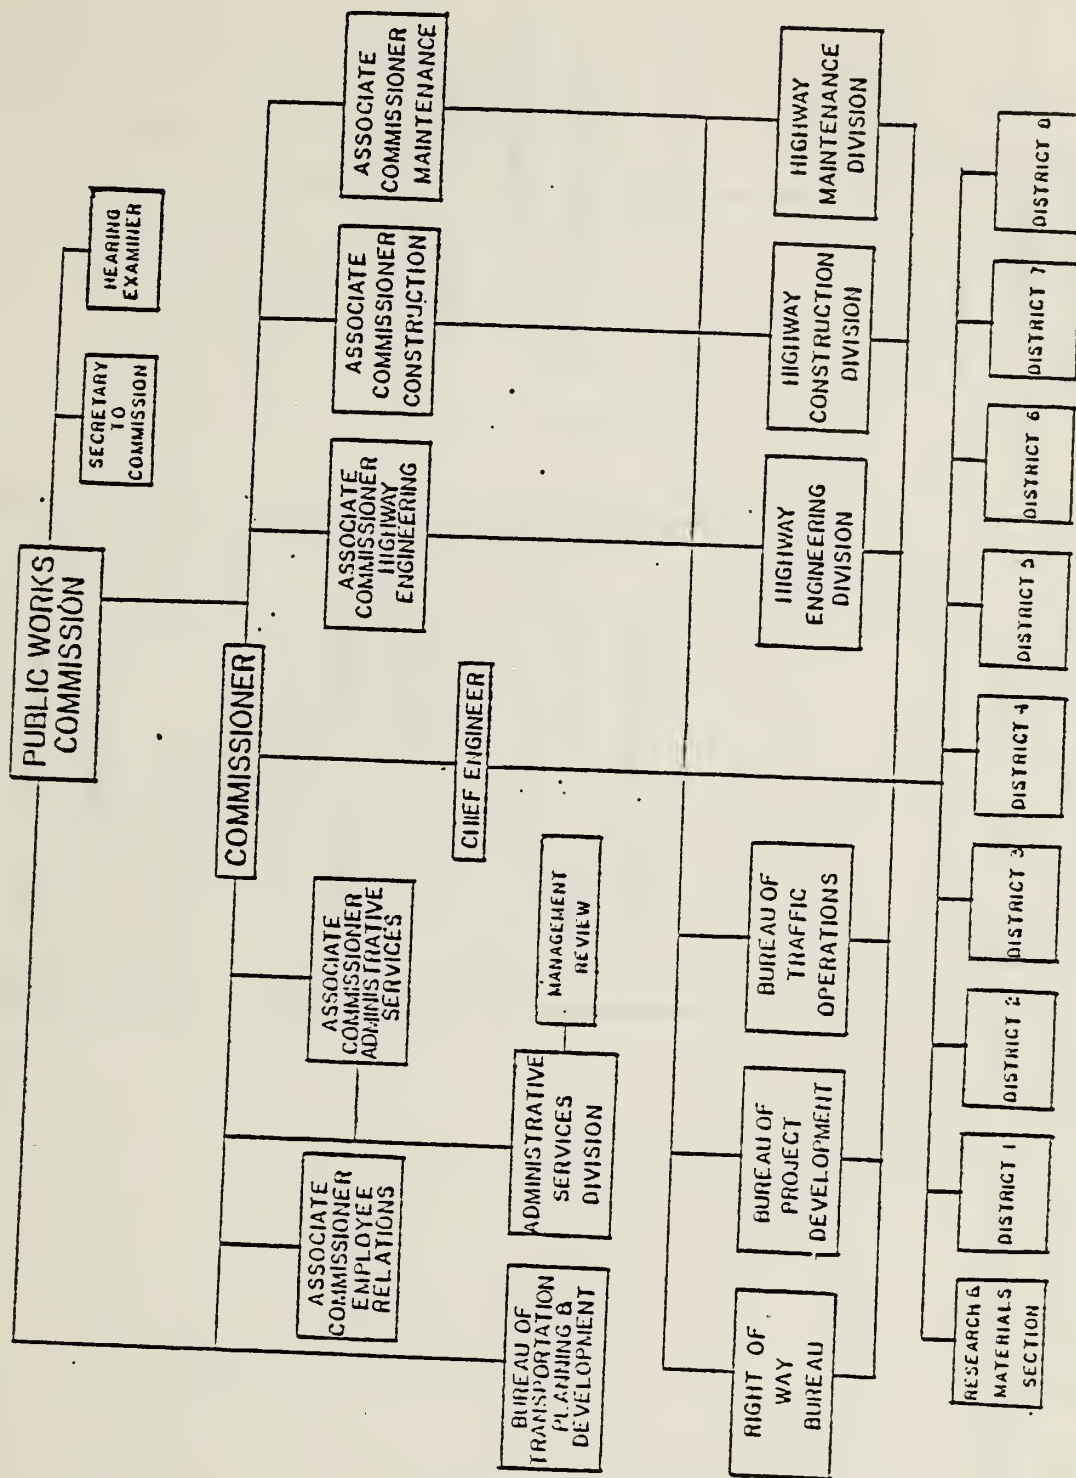 PUBLIC WORKS
COMMISSION
SECRETARY
TO
COMMISSION
HEARING
EXAMINER
COMMISSIONER
ASSOCIATE
COMMISSIONER
EMPLOYEE
RELATIONS
ASSOCIATE
COMMISSIONER
ADMINISTRATIVE
SERVICES
ASSOCIATE
COMMISSIONER
HIGHWAY
ENGINEERING
ASSOCIATE
COMMISSIONER
CONSTRUCTION
ASSOCIATE
COMMISSIONER
MAINTENANCE
CHIEF ENGINEER
BUREAU OF
TRANSPORTATION
PLANNING &
DEVELOPMENT
ADMINISTRATIVE
SERVICES
DIVISION
MANAGEMENT
REVIEW
RIGHT OF
WAY
BUREAU
BUREAU OF
PROJECT
DEVELOPMENT
BUREAU OF
TRAFFIC
OPERATIONS
HIGHWAY
ENGINEERING
DIVISION
HIGHWAY
CONSTRUCTION
DIVISION
HIGHWAY
MAINTENANCE
DIVISION
RESEARCH &
MATERIALS
SECTION
DISTRICT 1
DISTRICT 2
DISTRICT 3
DISTRICT 4
DISTRICT 5
DISTRICT 6
DISTRICT 7
DISTRICT 8